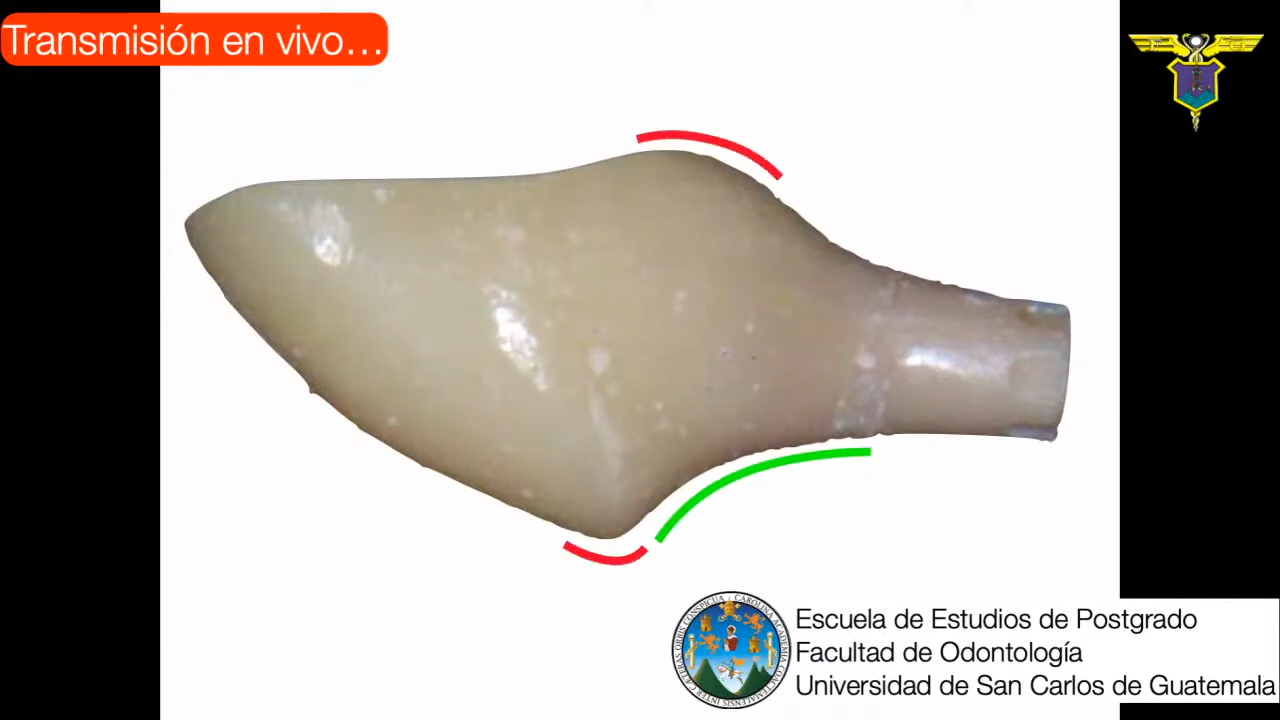 Transmisión en vivo...
Escuela de Estudios de Postgrado
Facultad de Odontología
Universidad de San Carlos de Guatemala